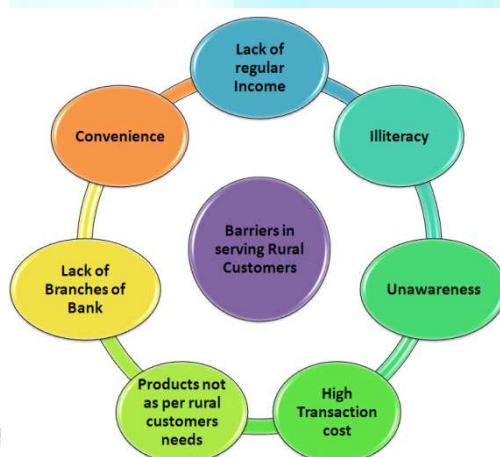 Lack of
regular
Income
Illiteracy
Unawareness
High
Transaction
cost
Products not
as per rural
customers
needs
Lack of
Branches of
Bank
Convenience
Barriers in
serving Rural
Customers